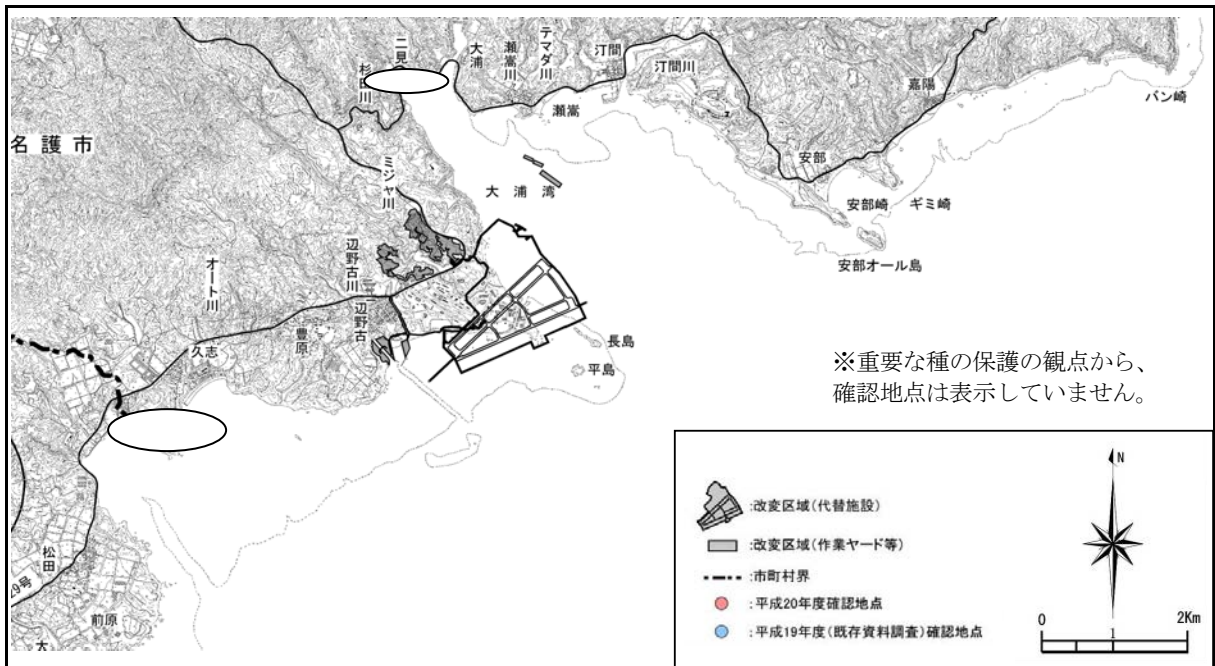 二見
杉田川
大浦
瀬嵩川
テマダ川
汀間
汀間川
瀬嵩
嘉陽
バン崎
名護市
ミジャ川
大浦湾
安部
安部崎
ギミ崎
安部オール島
オート川
辺野古川
辺野古
豊原
久志
長島
平島
※重要な種の保護の観点から、
確認地点は表示していません。
松田
前原
N
:改変区域(代替施設)
:改変区域(作業ヤード等)
:市町村界
:平成20年度確認地点
:平成19年度(既存資料調査)確認地点
0 1 2Km